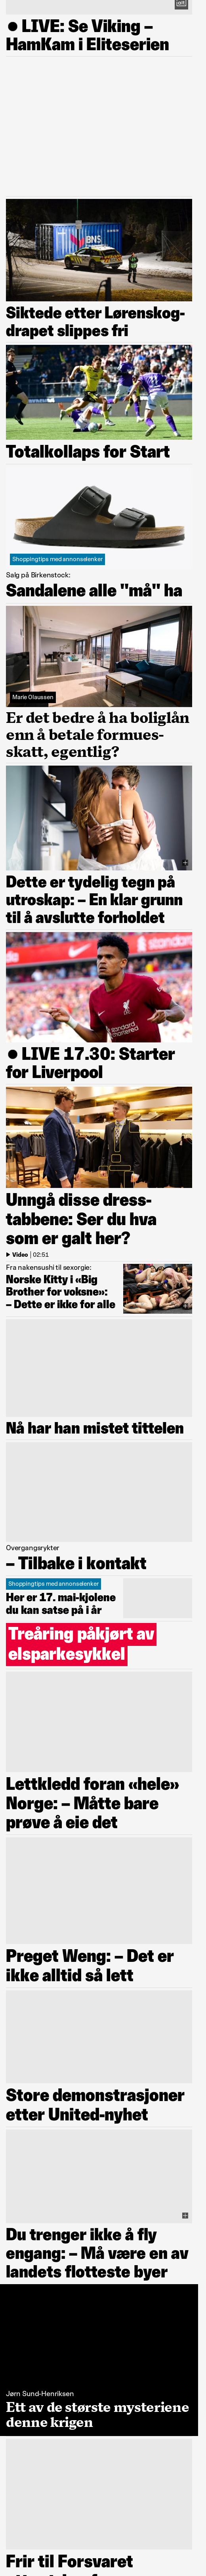 ● LIVE: Se Viking –
HamKam i Eliteserien
BNS
Siktede etter Lørenskog-
drapet slippes fri
Totalkollaps for Start
Shoppingtips med annonselenker
Salg på Birkenstock:
Sandalene alle "må" ha
Marie Olaussen
Er det bedre å ha boliglån
enn å betale formues-
skatt, egentlig?
Dette er tydelig tegn på
utroskap: – En klar grunn
til å avslutte forholdet
standard
chartered
● LIVE 17.30: Starter
for Liverpool
Unngå disse dress-
tabbene: Ser du hva
som er galt her?
Video | 02:51
Fra nakensushi til sexorgie:
Norske Kitty i «Big
Brother for voksne»:
– Dette er ikke for alle
Nå har han mistet tittelen
Overgangsrykter
– Tilbake i kontakt
Shoppingtips med annonselenker
Her er 17. mai-kjolene
du kan satse på i år
Treåring påkjørt av
elsparkesykkel
Lettkledd foran «hele»
Norge: – Måtte bare
prøve å eie det
Preget Weng: – Det er
ikke alltid så lett
Store demonstrasjoner
etter United-nyhet
Du trenger ikke å fly
engang: – Må være en av
landets flotteste byer
Jørn Sund-Henriksen
Ett av de største mysteriene
denne krigen
Frir til Forsvaret